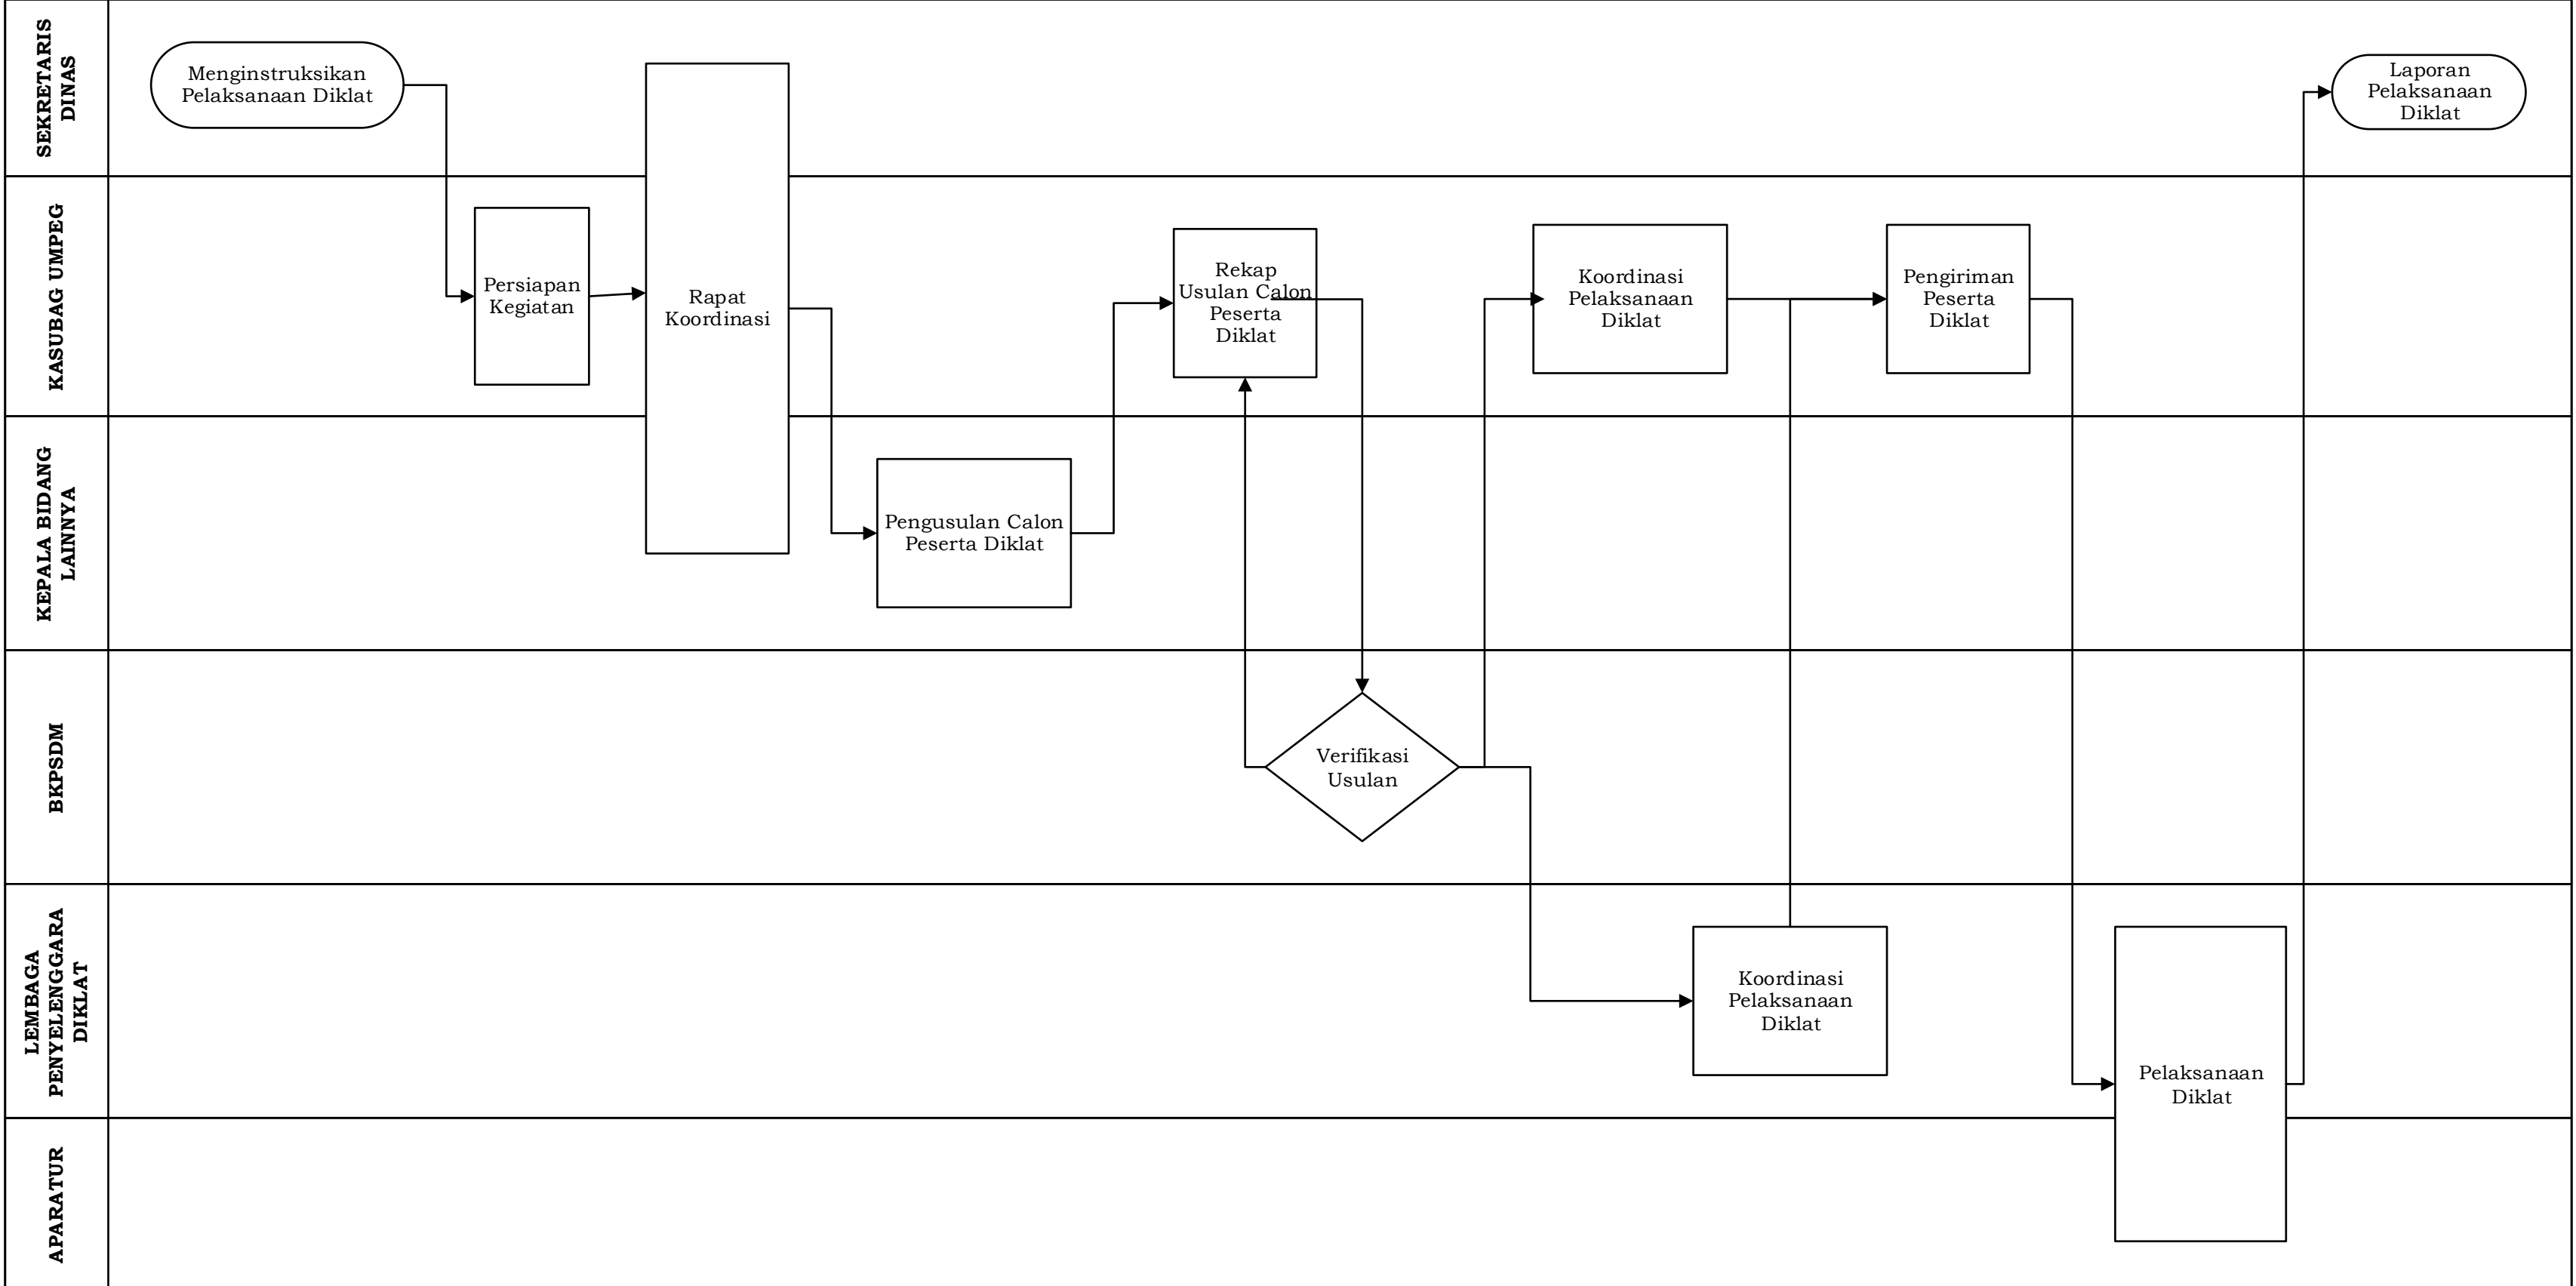 SEKRETARIS
DINAS
Menginstruksikan
Pelaksanaan Diklat
Laporan
Pelaksanaan
Diklat
KASUBAG UMPEG
Persiapan
Kegiatan
Rapat
Koordinasi
Rekap
Usulan Calon
Peserta
Diklat
Koordinasi
Pelaksanaan
Diklat
Pengiriman
Peserta
Diklat
KEPALA BIDANG
LAINNYA
Pengusulan Calon
Peserta Diklat
BKPSDM
Verifikasi
Usulan
LEMBAGA
PENYELENGGARA
DIKLAT
Koordinasi
Pelaksanaan
Diklat
Pelaksanaan
Diklat
APARATUR